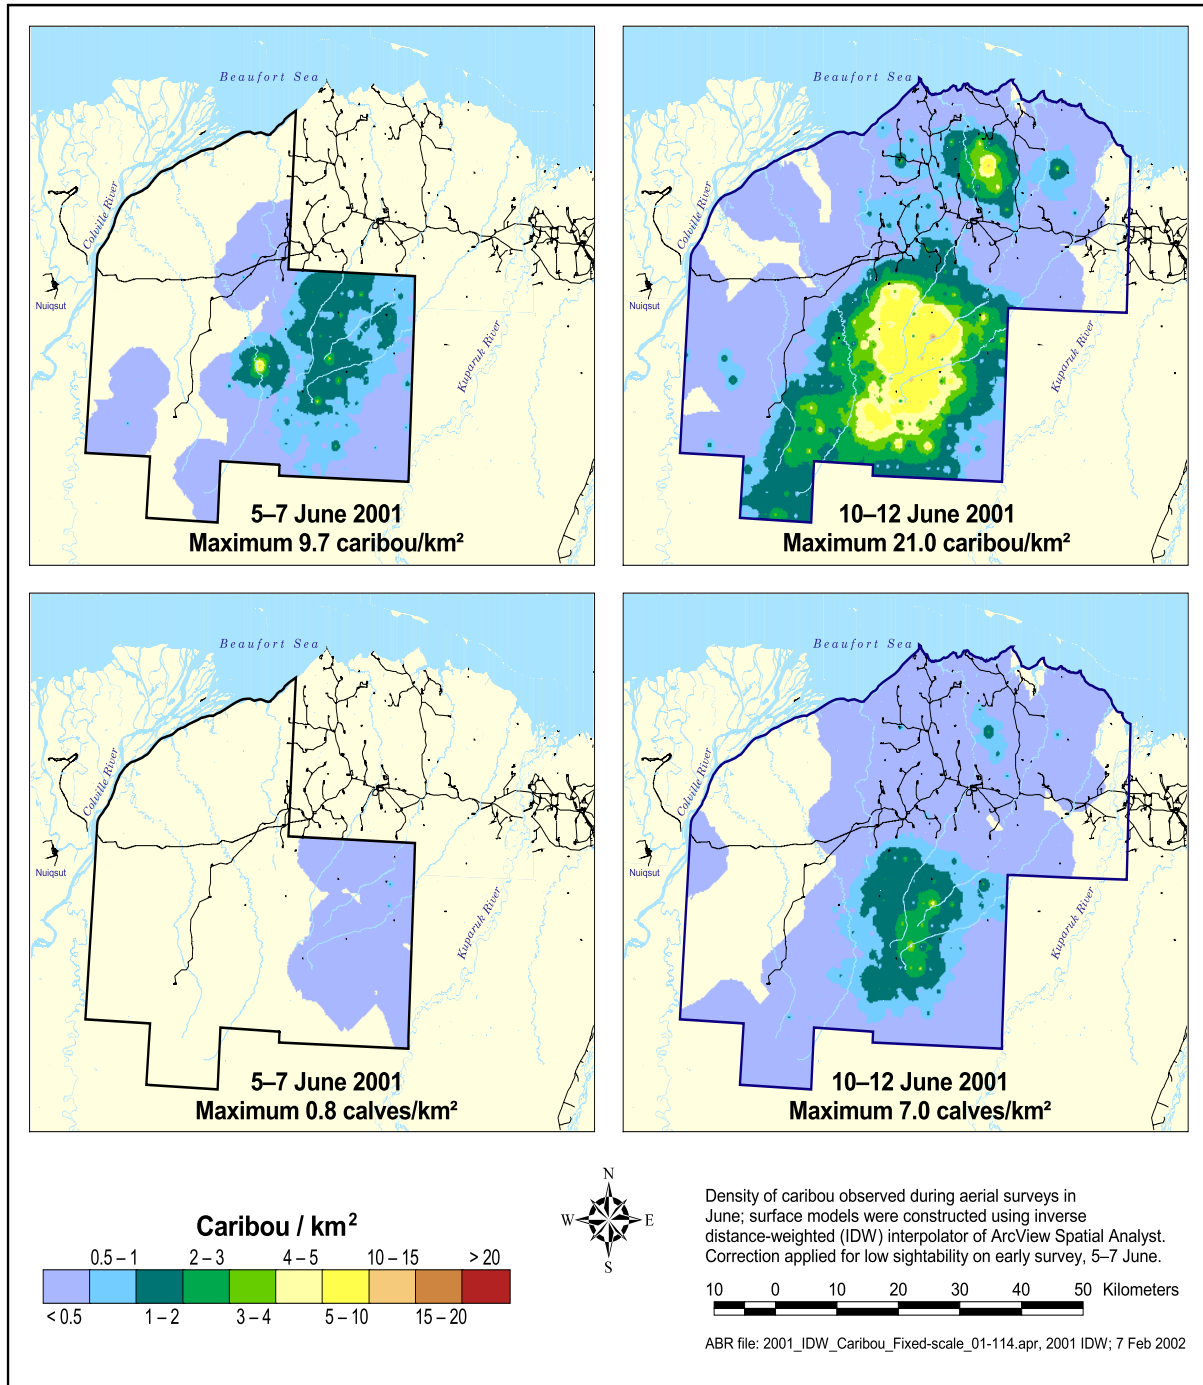 Beaufort Sea
Colville River
Nuiqsut
Kuparuk River
5–7 June 2001
Maximum 9.7 caribou/km²
Beaufort Sea
Colville River
Nuiqsut
Kuparuk River
10–12 June 2001
Maximum 21.0 caribou/km²
Beaufort Sea
Colville River
Nuiqsut
Kuparuk River
5–7 June 2001
Maximum 0.8 calves/km²
Beaufort Sea
Colville River
Nuiqsut
Kuparuk River
10–12 June 2001
Maximum 7.0 calves/km²
Caribou / km²
0.5 – 1 2 – 3 4 – 5 10 – 15 > 20
< 0.5 1 – 2 3 – 4 5 – 10 15 – 20
N
W E
S
Density of caribou observed during aerial surveys in
June; surface models were constructed using inverse
distance-weighted (IDW) interpolator of ArcView Spatial Analyst.
Correction applied for low sightability on early survey, 5–7 June.
10 0 10 20 30 40 50 Kilometers
ABR file: 2001_IDW_Caribou_Fixed-scale_01-114.apr, 2001 IDW; 7 Feb 2002